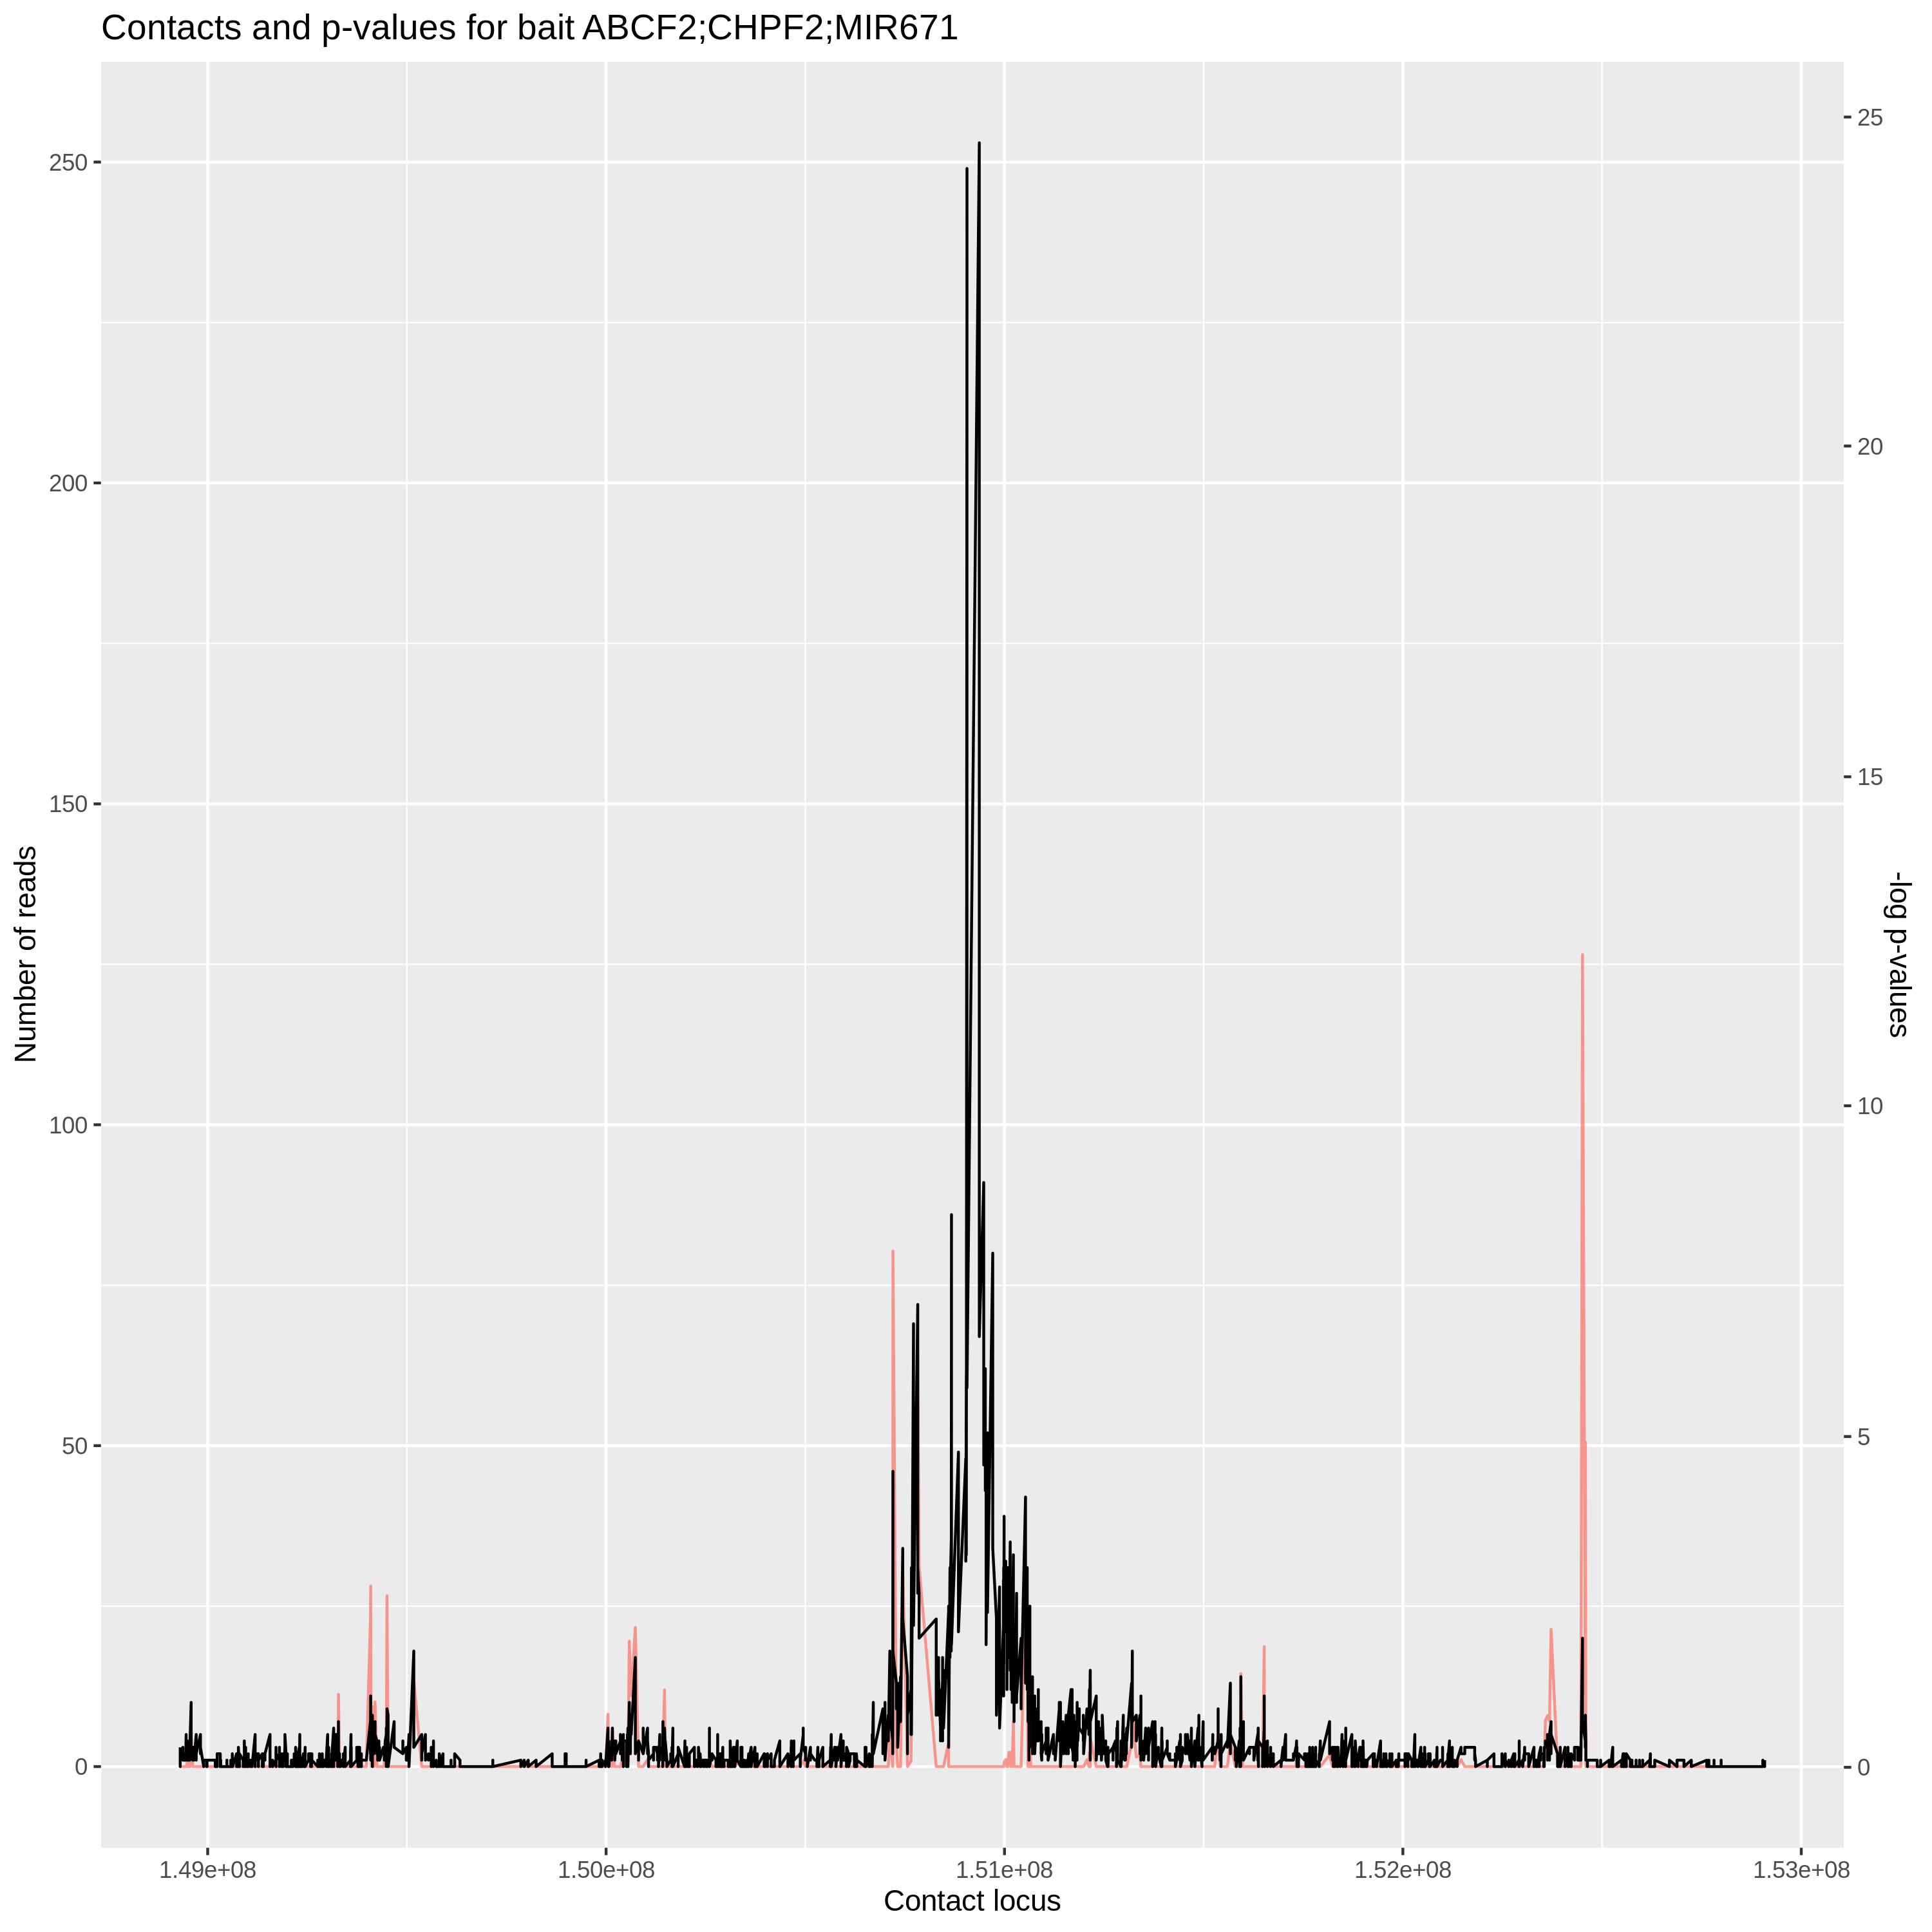 Contacts and p-values for bait ABCF2;CHPF2;MIR671
Number of reads
250
200
150
100
50
0
25
20
15
10
5
0
-log p-values
1.49e+08 1.50e+08 1.51e+08 1.52e+08 1.53e+08
Contact locus